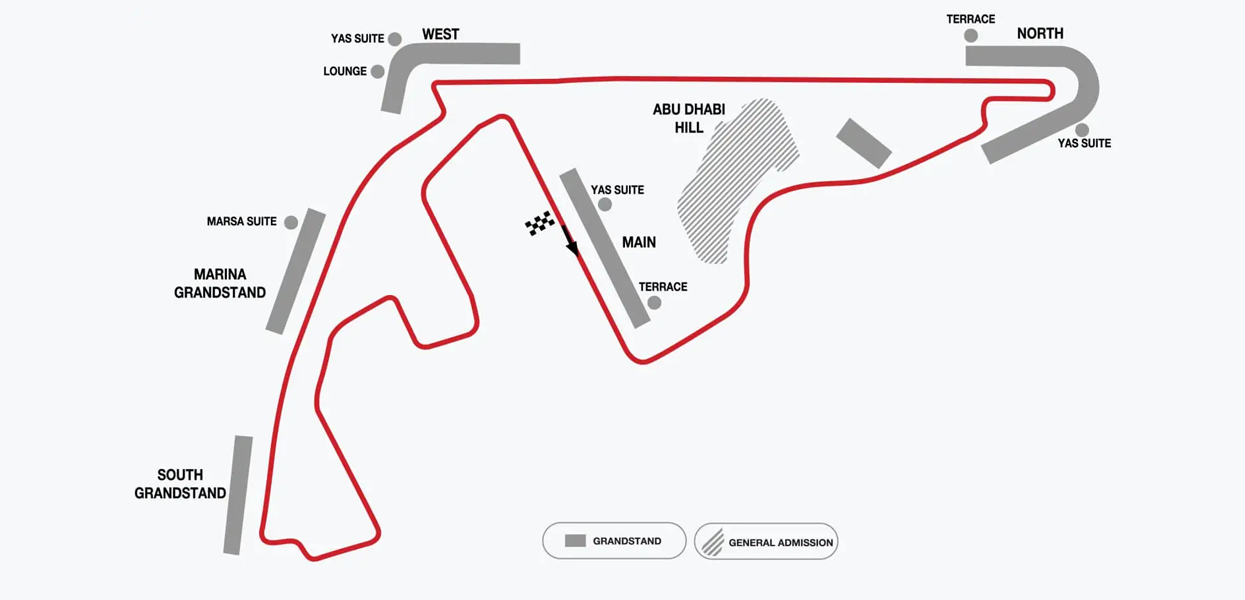 TERRACE
NORTH
YAS SUITE
WEST
LOUNGE
ABU DHABI
HILL
YAS SUITE
YAS SUITE
MARSA SUITE
MAIN
MARINA
GRANDSTAND
TERRACE
SOUTH
GRANDSTAND
GRANDSTAND
GENERAL ADMISSION